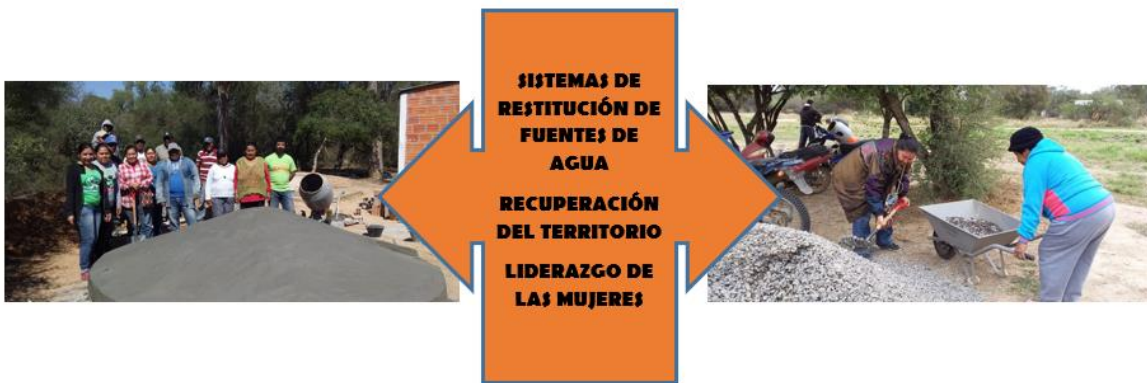 SISTEMAS DE
RESTITUCIÓN DE
FUENTES DE
AGUA
RECUPERACIÓN
DEL TERRITORIO
LIDERAZGO DE
LAS MUJERES